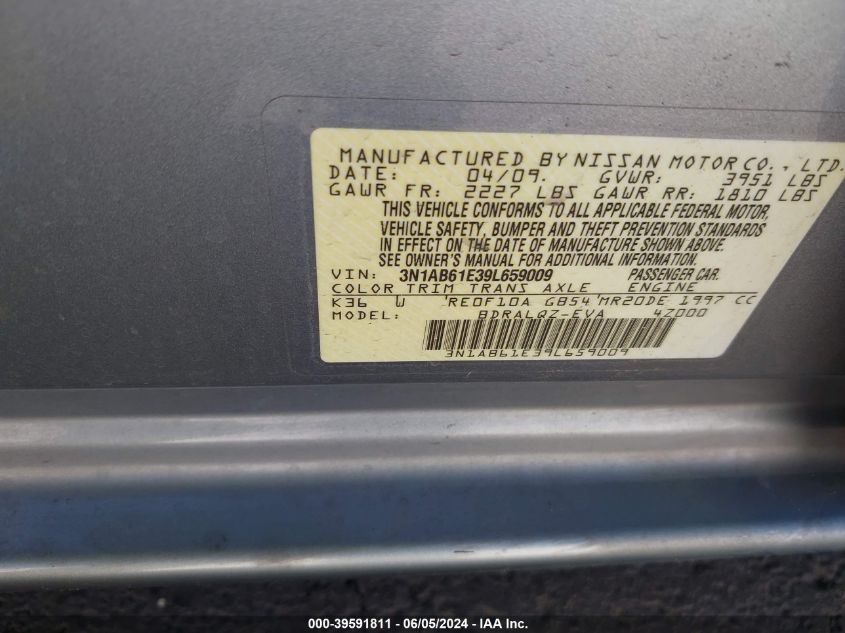 MANUFACTURED BY NISSAN MOTOR CO., LTD.
DATE: 04/09. GVWR: 3951 LBS
GAWR FR: 2227 LBS GAWR RR: 1810 LBS
THIS VEHICLE CONFORMS TO ALL APPLICABLE FEDERAL MOTOR
VEHICLE SAFETY, BUMPER AND THEFT PREVENTION STANDARDS
IN EFFECT ON THE DATE OF MANUFACTURE SHOWN ABOVE.
SEE OWNER'S MANUAL FOR ADDITIONAL INFORMATION.
VIN: 3N1AB61E39L659009 PASSENGER CAR.
COLOR TRIM TRANS AXLE ENGINE
K36 W RE0F10A GB54 MR20DE 1997 CC
MODEL: BDRALQZ-EVA 4Z000
3N1AB61E39L659009
000-39591811 - 06/05/2024 - IAA Inc.